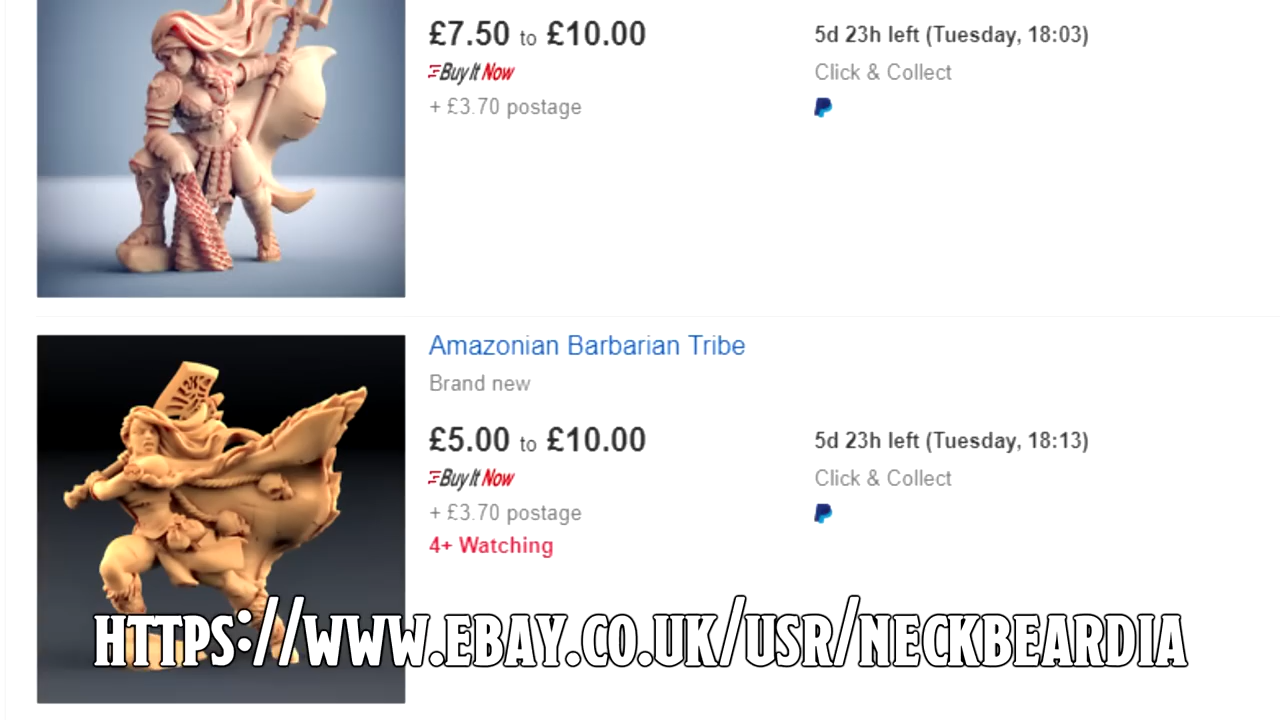 £7.50 to £10.00
Buy It Now
+ £3.70 postage
5d 23h left (Tuesday, 18:03)
Click & Collect
Amazonian Barbarian Tribe
Brand new
£5.00 to £10.00
Buy It Now
+ £3.70 postage
4+ Watching
5d 23h left (Tuesday, 18:13)
Click & Collect
HTTPS://WWW.EBAY.CO.UK/USR/NECKBEARDIA